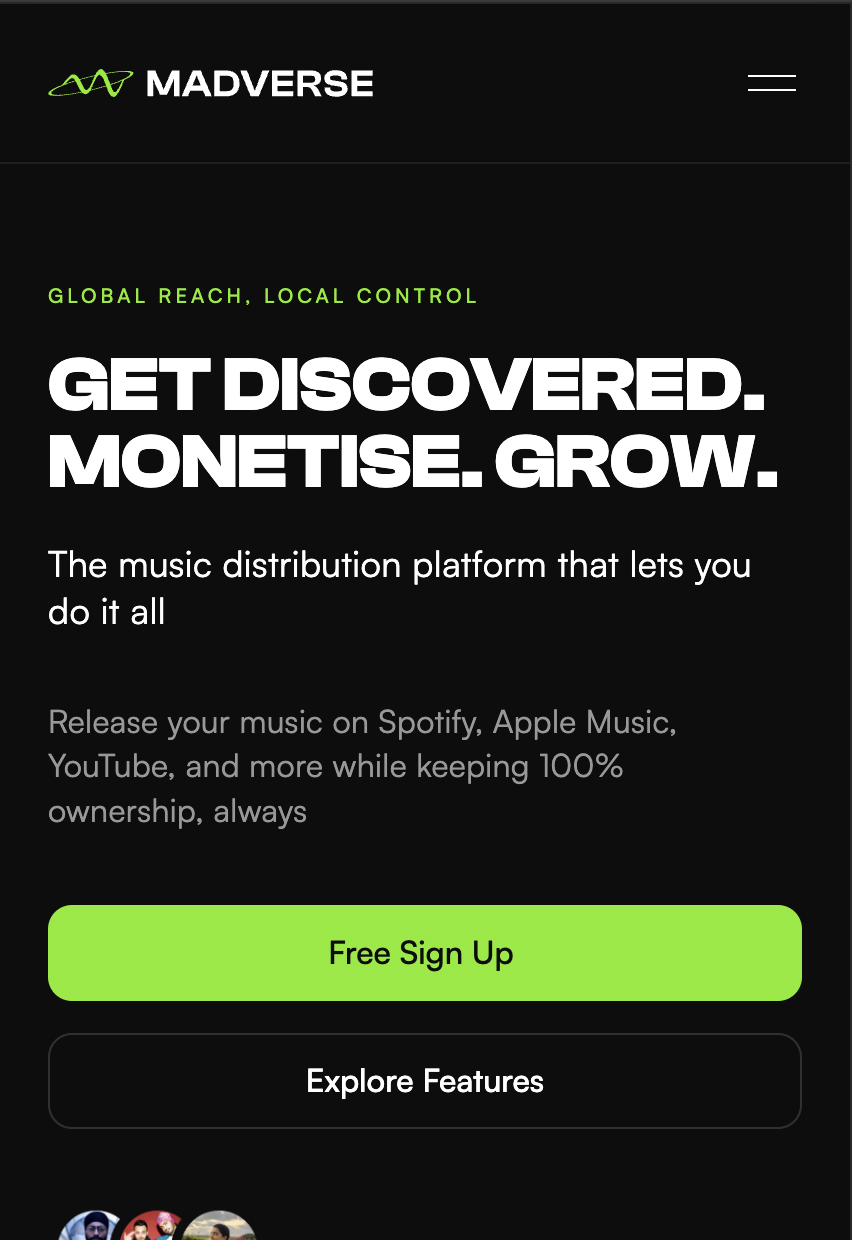 MADVERSE
GLOBAL REACH, LOCAL CONTROL
GET DISCOVERED.
MONETISE. GROW.
The music distribution platform that lets you
do it all
Release your music on Spotify, Apple Music,
YouTube, and more while keeping 100%
ownership, always
Free Sign Up
Explore Features